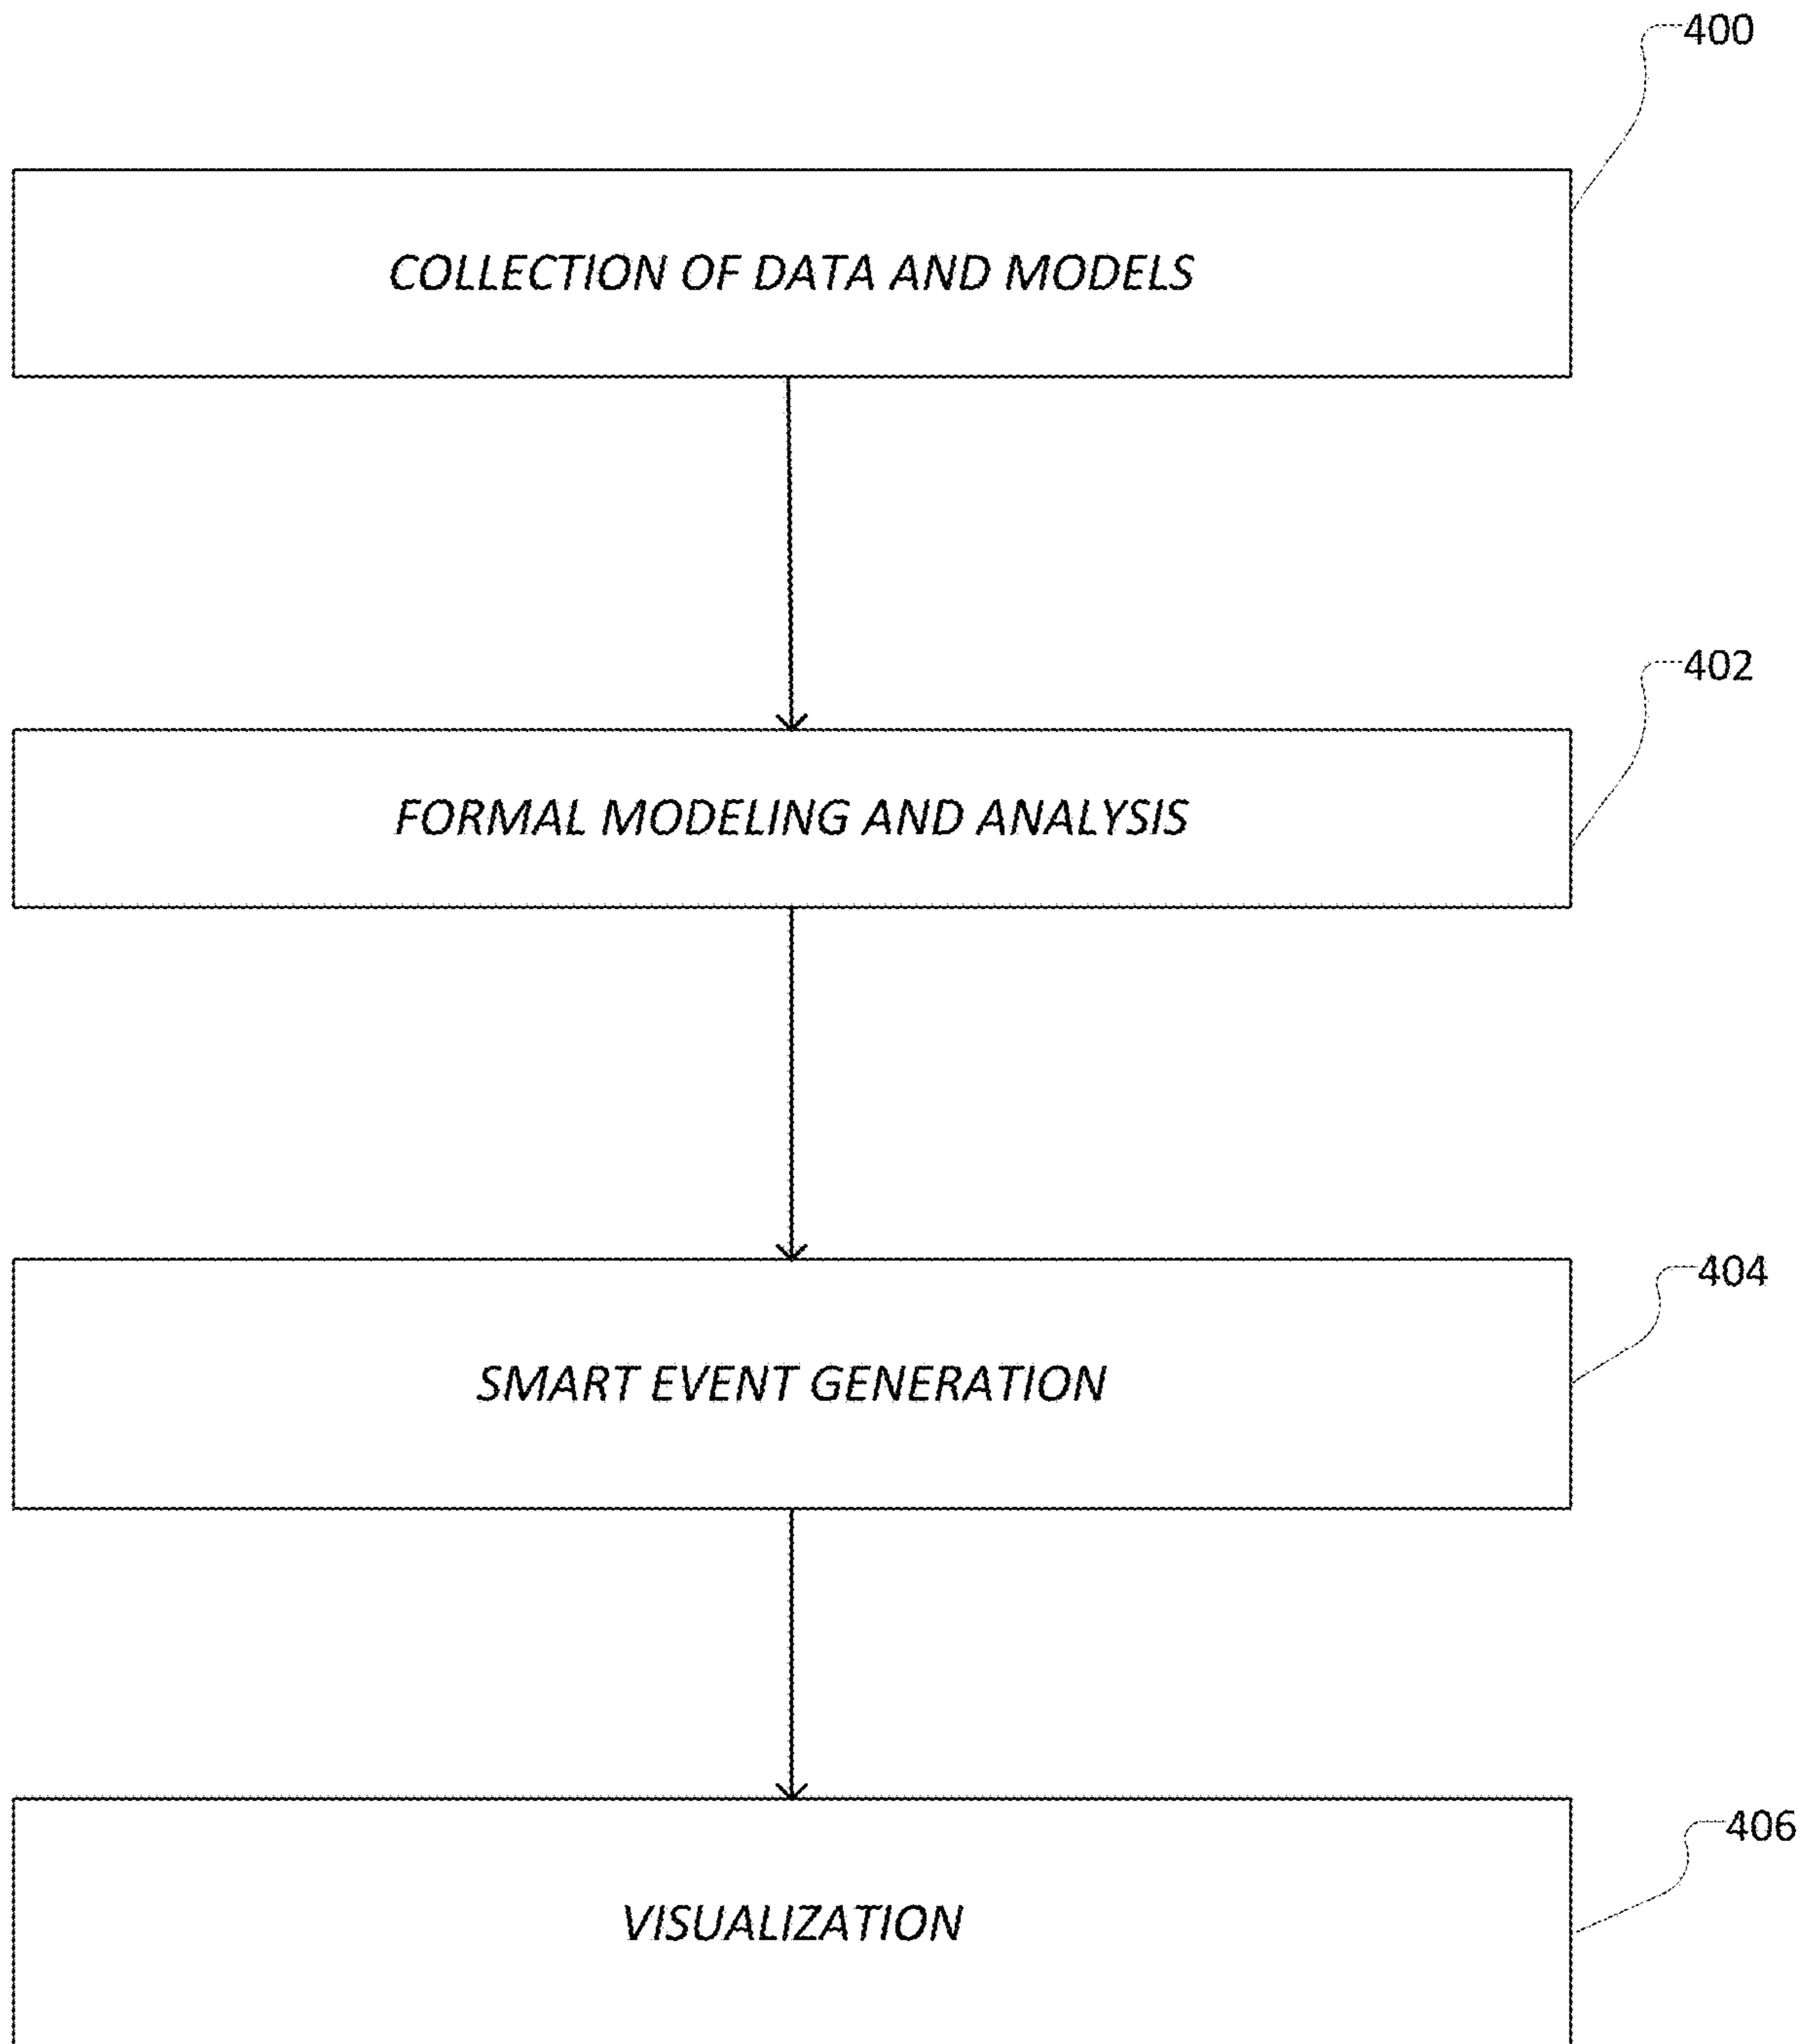 400
COLLECTION OF DATA AND MODELS
402
FORMAL MODELING AND ANALYSIS
404
SMART EVENT GENERATION
406
VISUALIZATION